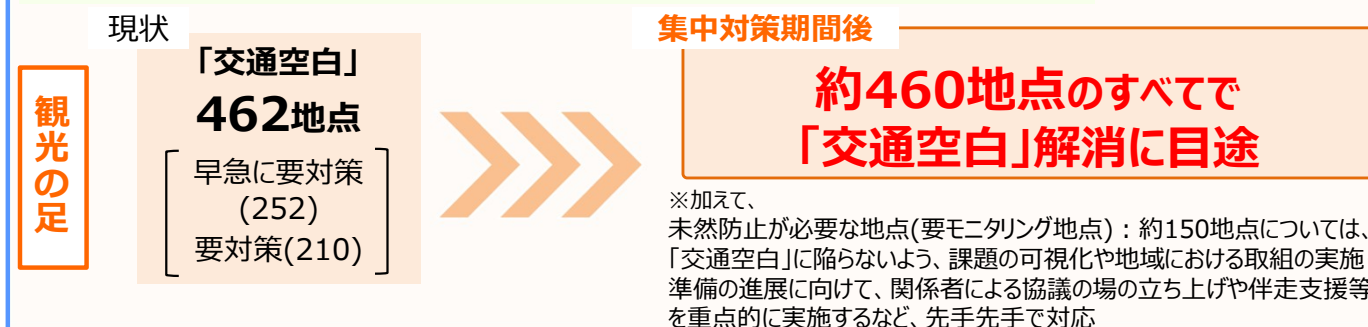 現状
集中対策期間後
観光の足
「交通空白」
462地点
早急に要対策
(252)
要対策(210)
約460地点のすべてで
「交通空白」解消に目途
※加えて、
未然防止が必要な地点(要モニタリング地点)：約150地点については、
「交通空白」に陥らないよう、課題の可視化や地域における取組の実施
準備の進展に向けて、関係者による協議の場の立ち上げや伴走支援等
を重点的に実施するなど、先手先手で対応